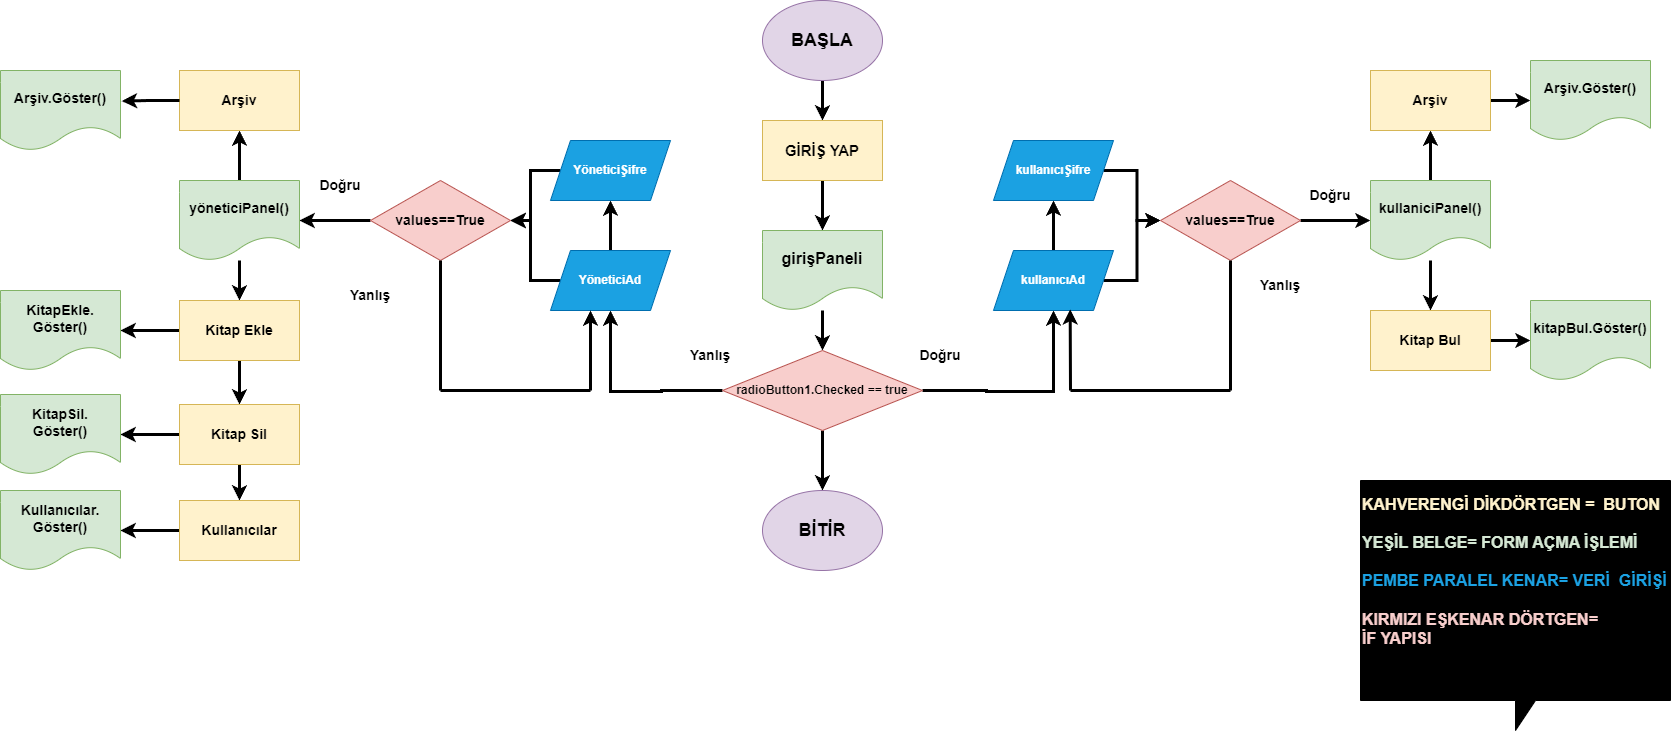 BAŞLA
GİRİŞ YAP
girişPaneli
radioButton1.Checked == true
BİTİR
Yanlış
Doğru
YöneticiŞifre
YöneticiAd
values==True
Doğru
Yanlış
yöneticiPanel()
Arşiv
Arşiv.Göster()
Kitap Ekle
KitapEkle.
Göster()
Kitap Sil
KitapSil.
Göster()
Kullanıcılar
Kullanıcılar.
Göster()
kullanıcıŞifre
kullanıcıAd
values==True
Doğru
Yanlış
kullaniciPanel()
Arşiv
Arşiv.Göster()
Kitap Bul
kitapBul.Göster()
KAHVERENGİ DİKDÖRTGEN =  BUTON
YEŞİL BELGE= FORM AÇMA İŞLEMİ
PEMBE PARALEL KENAR= VERİ  GİRİŞİ
KIRMIZI EŞKENAR DÖRTGEN=
İF YAPISI